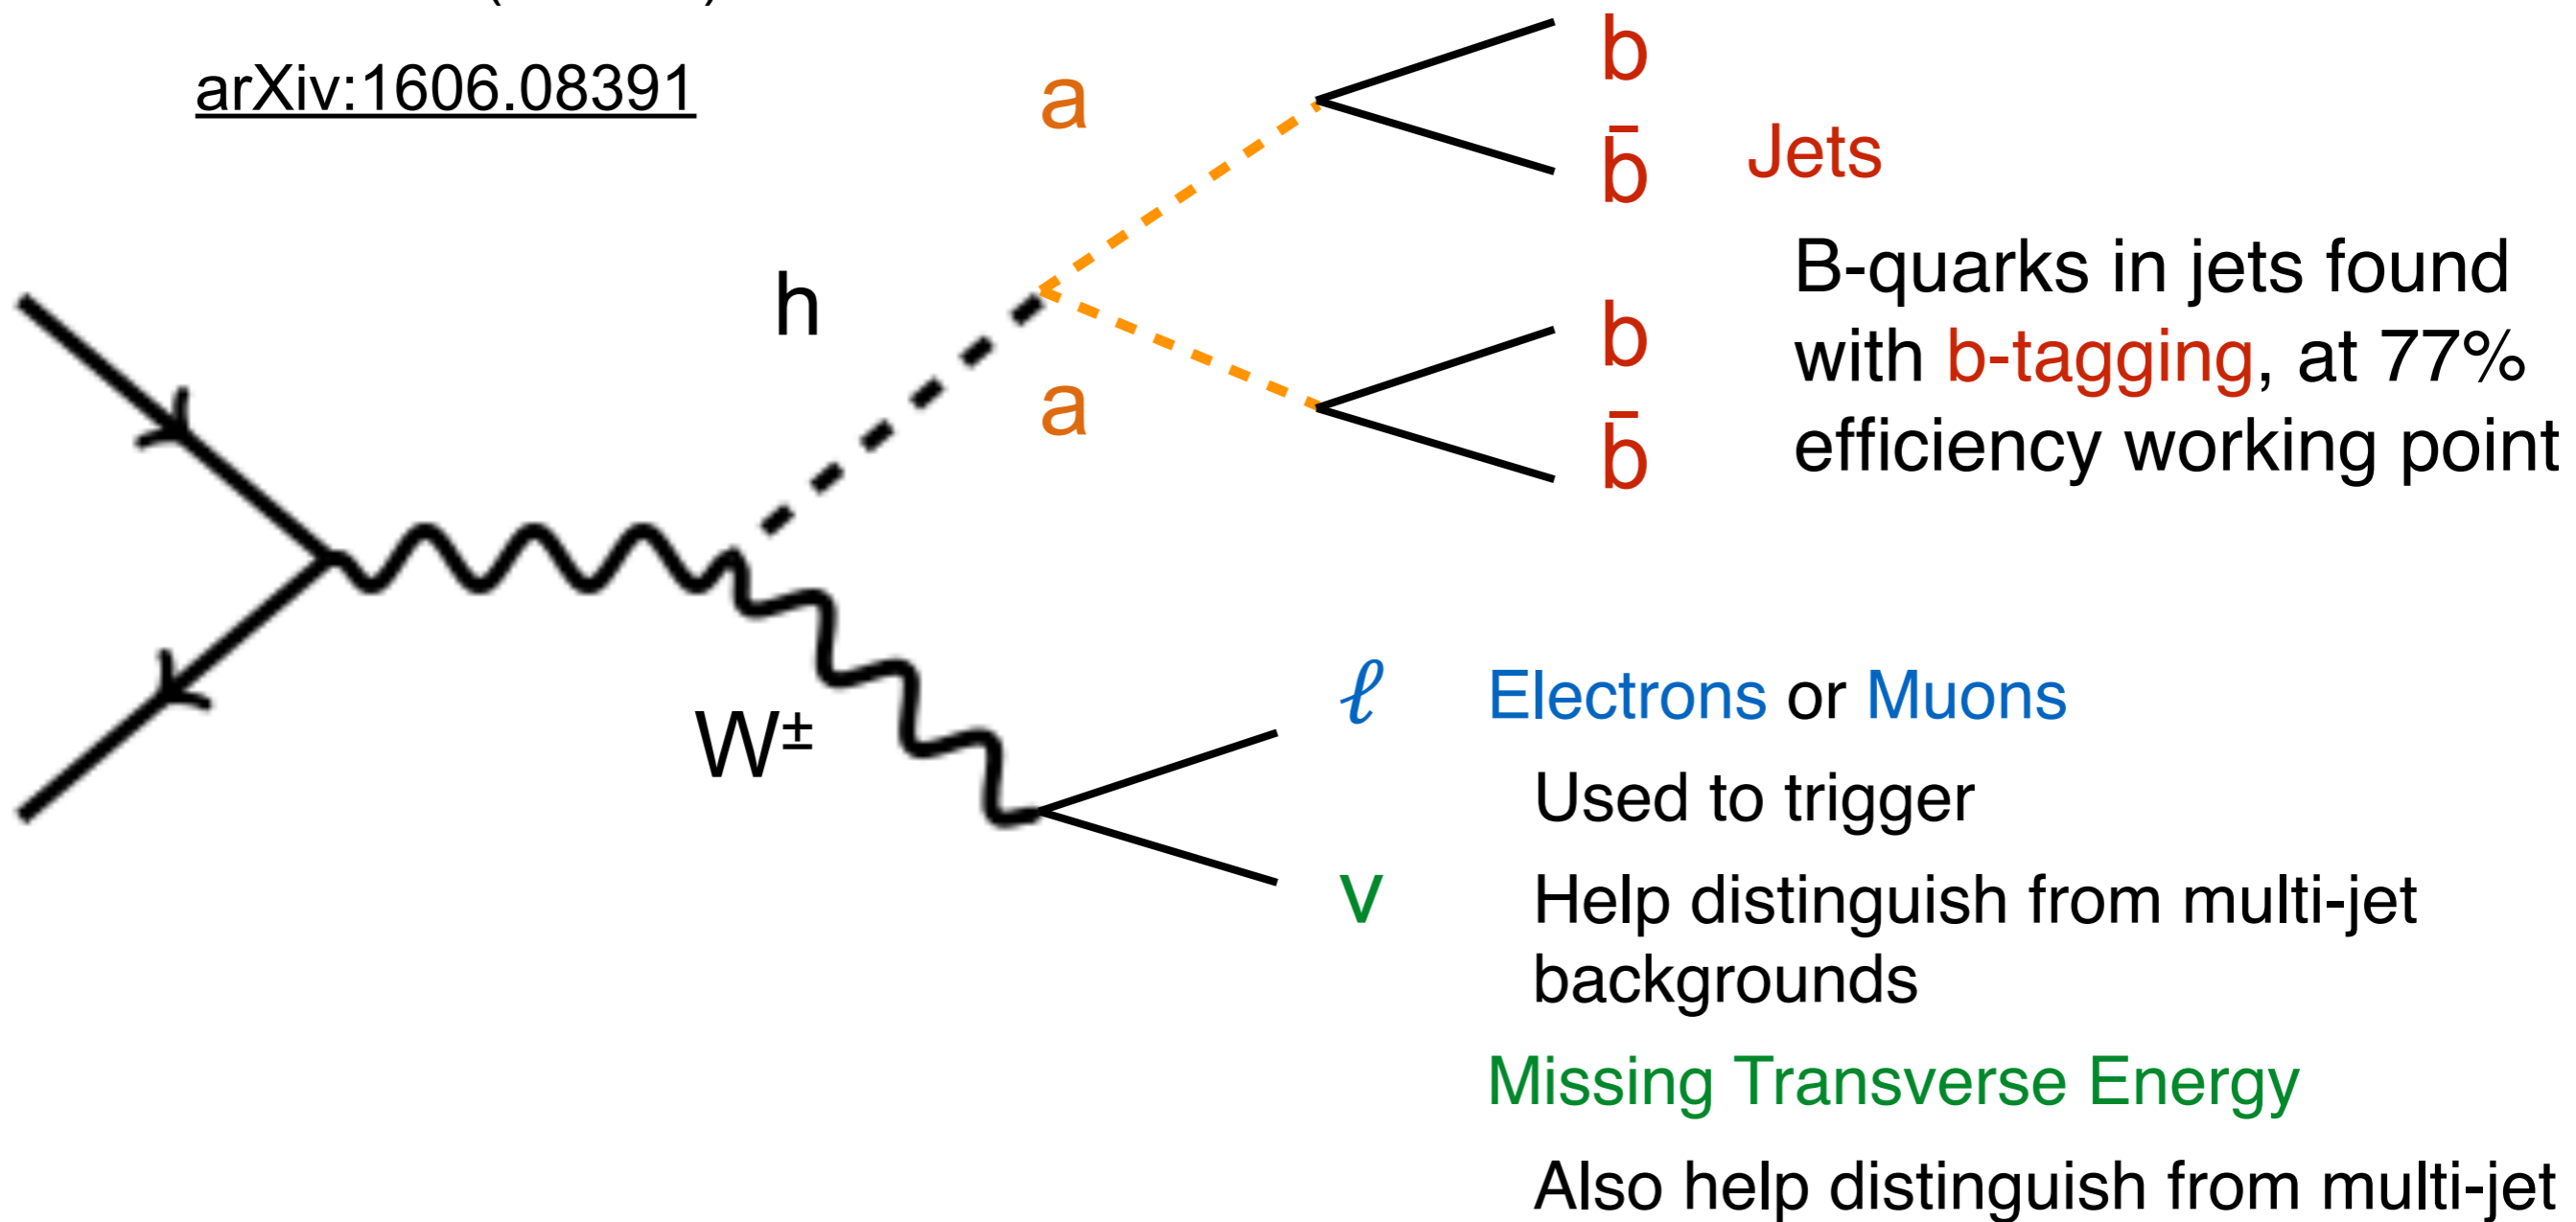 arXiv:1606.08391
a
b
b̄
Jets
h
B-quarks in jets found
with b-tagging, at 77%
efficiency working point
a
b
b̄
W±
ℓ
Electrons or Muons
Used to trigger
ν
Help distinguish from multi-jet
backgrounds
Missing Transverse Energy
Also help distinguish from multi-jet